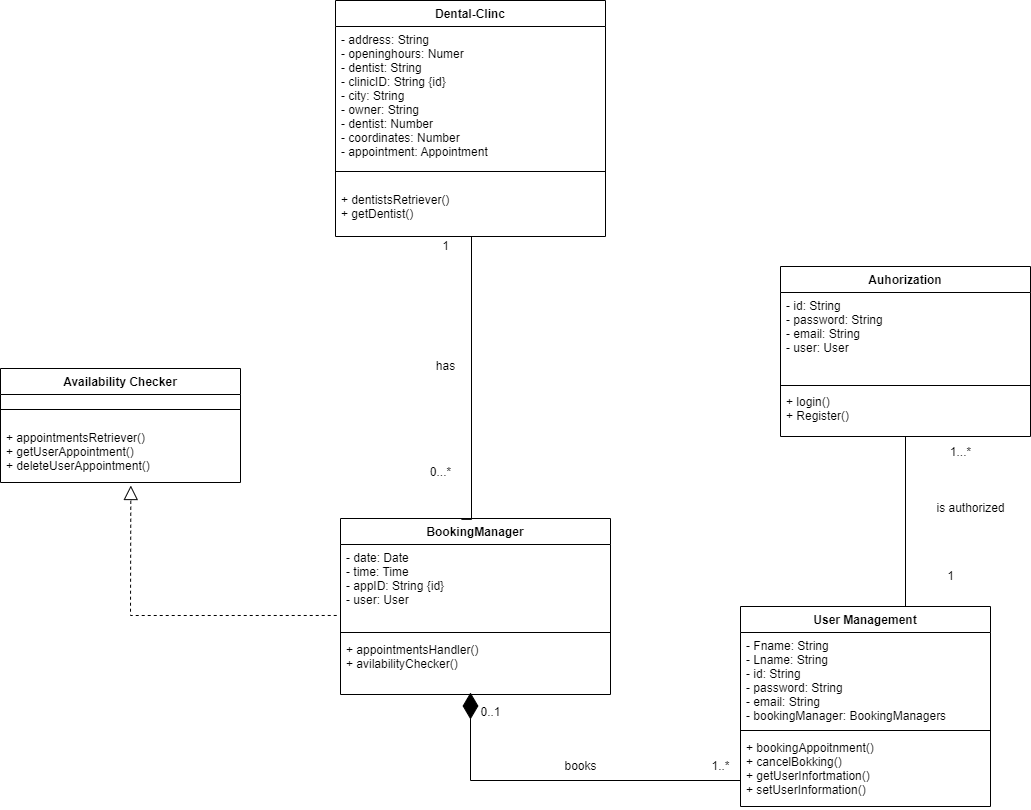 Dental-Clinc
- address: String
- openinghours: Numer
- dentist: String
- clinicID: String {id}
- city: String
- owner: String
- dentist: Number
- coordinates: Number
- appointment: Appointment
+ dentistsRetriever()
+ getDentist()
1
has
0...*
Auhorization
- id: String
- password: String
- email: String
- user: User
+ login()
+ Register()
1...*
is authorized
1
Availability Checker
+ appointmentsRetriever()
+ getUserAppointment()
+ deleteUserAppointment()
BookingManager
- date: Date
- time: Time
- appID: String {id}
- user: User
+ appointmentsHandler()
+ avilabilityChecker()
0..1
books
1..*
User Management
- Fname: String
- Lname: String
- id: String
- password: String
- email: String
- bookingManager: BookingManagers
+ bookingAppoitnment()
+ cancelBokking()
+ getUserInfortmation()
+ setUserInformation()